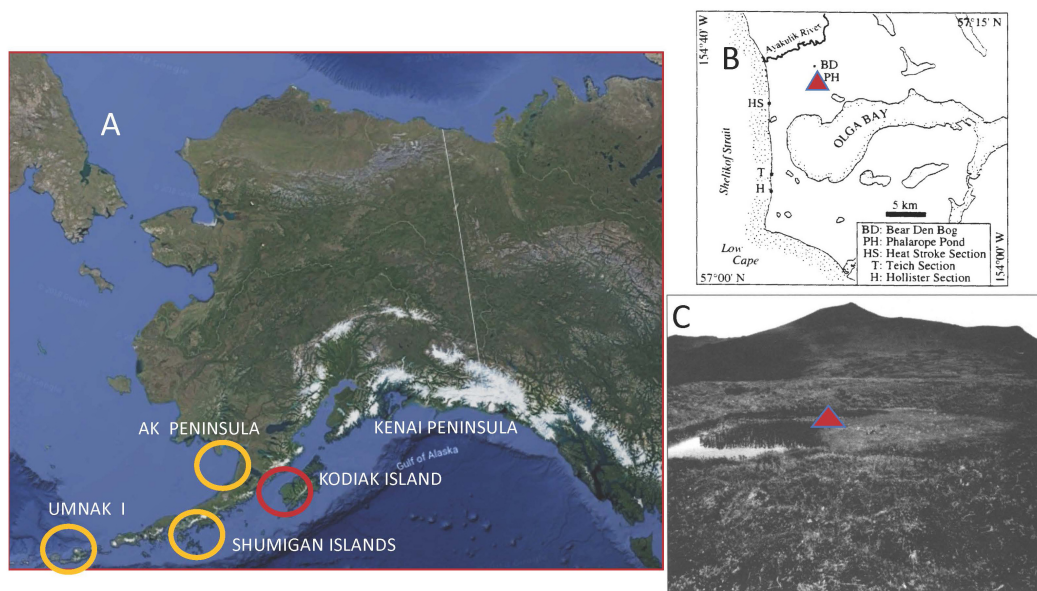 A
AK PENINSULA
KENAI PENINSULA
Gulf of Alaska
KODIAK ISLAND
UMNAK I
SHUMIGAN ISLANDS
B
154°40' W
57°15' N
Ayakulik River
BD
PH
HS
OLGA BAY
Shelikof Strait
T
H
5 km
Low
Cape
57°00' N
154°00' W
BD: Bear Den Bog
PH: Phalarope Pond
HS: Heat Stroke Section
T: Teich Section
H: Hollister Section
C